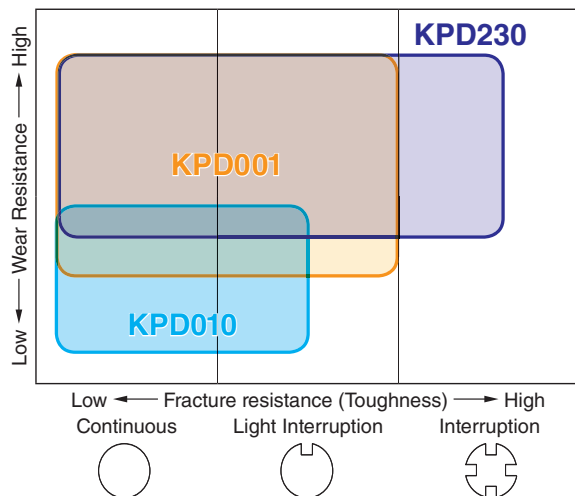 KPD230
KPD001
KPD010
Low ← Wear Resistance → High
Low ← Fracture resistance (Toughness) → High
Continuous Light Interruption Interruption